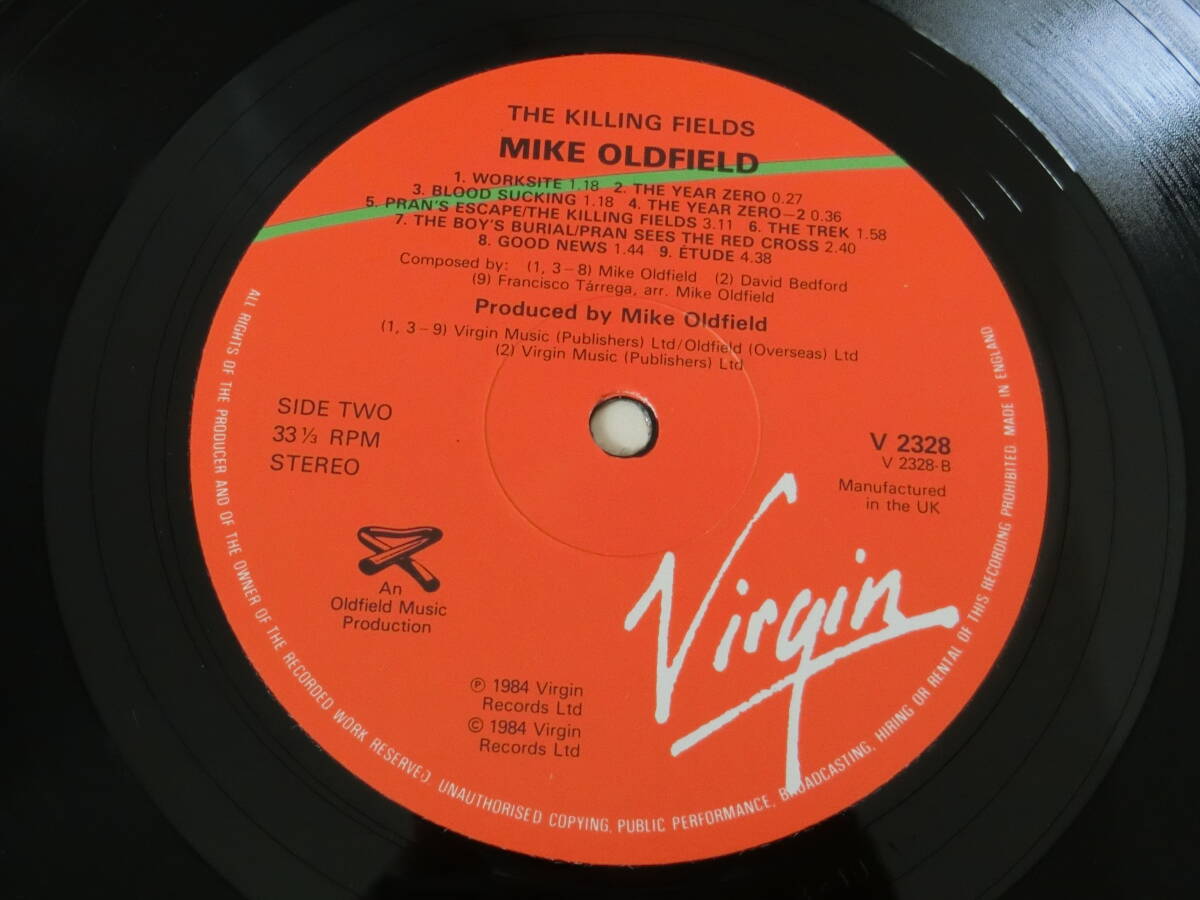 THE KILLING FIELDS
MIKE OLDFIELD
1. WORKSITE 1.18 2. THE YEAR ZERO 0.27
3. BLOOD SUCKING 1.18 4. THE YEAR ZERO–2 0.36
5. PRAN'S ESCAPE/THE KILLING FIELDS 3.11 6. THE TREK 1.58
7. THE BOY'S BURIAL/PRAN SEES THE RED CROSS 2.40
8. GOOD NEWS 1.44 9. ÉTUDE 4.38
Composed by: (1, 3–8) Mike Oldfield (2) David Bedford
(9) Francisco Tárrega, arr. Mike Oldfield
Produced by Mike Oldfield
(1, 3–9) Virgin Music (Publishers) Ltd/Oldfield (Overseas) Ltd
(2) Virgin Music (Publishers) Ltd
SIDE TWO
33⅓ RPM
STEREO
V 2328
V 2328-B
Manufactured
in the UK
An
Oldfield Music
Production
Virgin
℗ 1984 Virgin
Records Ltd
© 1984 Virgin
Records Ltd
ALL RIGHTS OF THE PRODUCER AND OF THE OWNER OF THE RECORDED WORK RESERVED. UNAUTHORISED COPYING, PUBLIC PERFORMANCE, BROADCASTING, HIRING OR RENTAL OF THIS RECORDING PROHIBITED. MADE IN ENGLAND